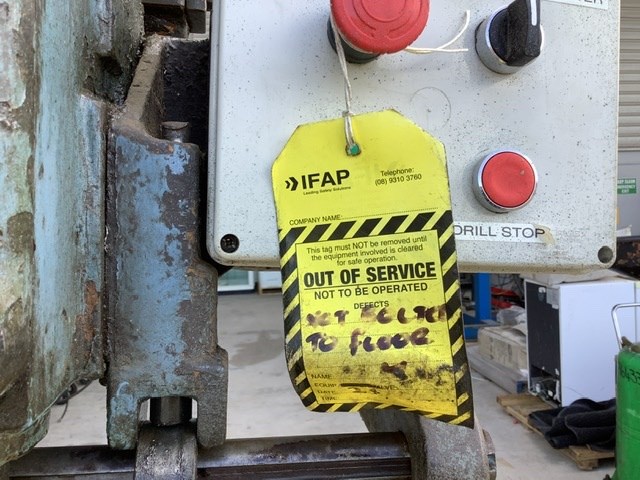 IFAP
Leading Safety Solutions
Telephone:
(08) 9310 3760
COMPANY NAME:
This tag must NOT be removed until
the equipment involved is cleared
for safe operation.
OUT OF SERVICE
NOT TO BE OPERATED
DEFECTS
NOT BOLTED
TO FLOOR
NAME
DATE
DRILL STOP